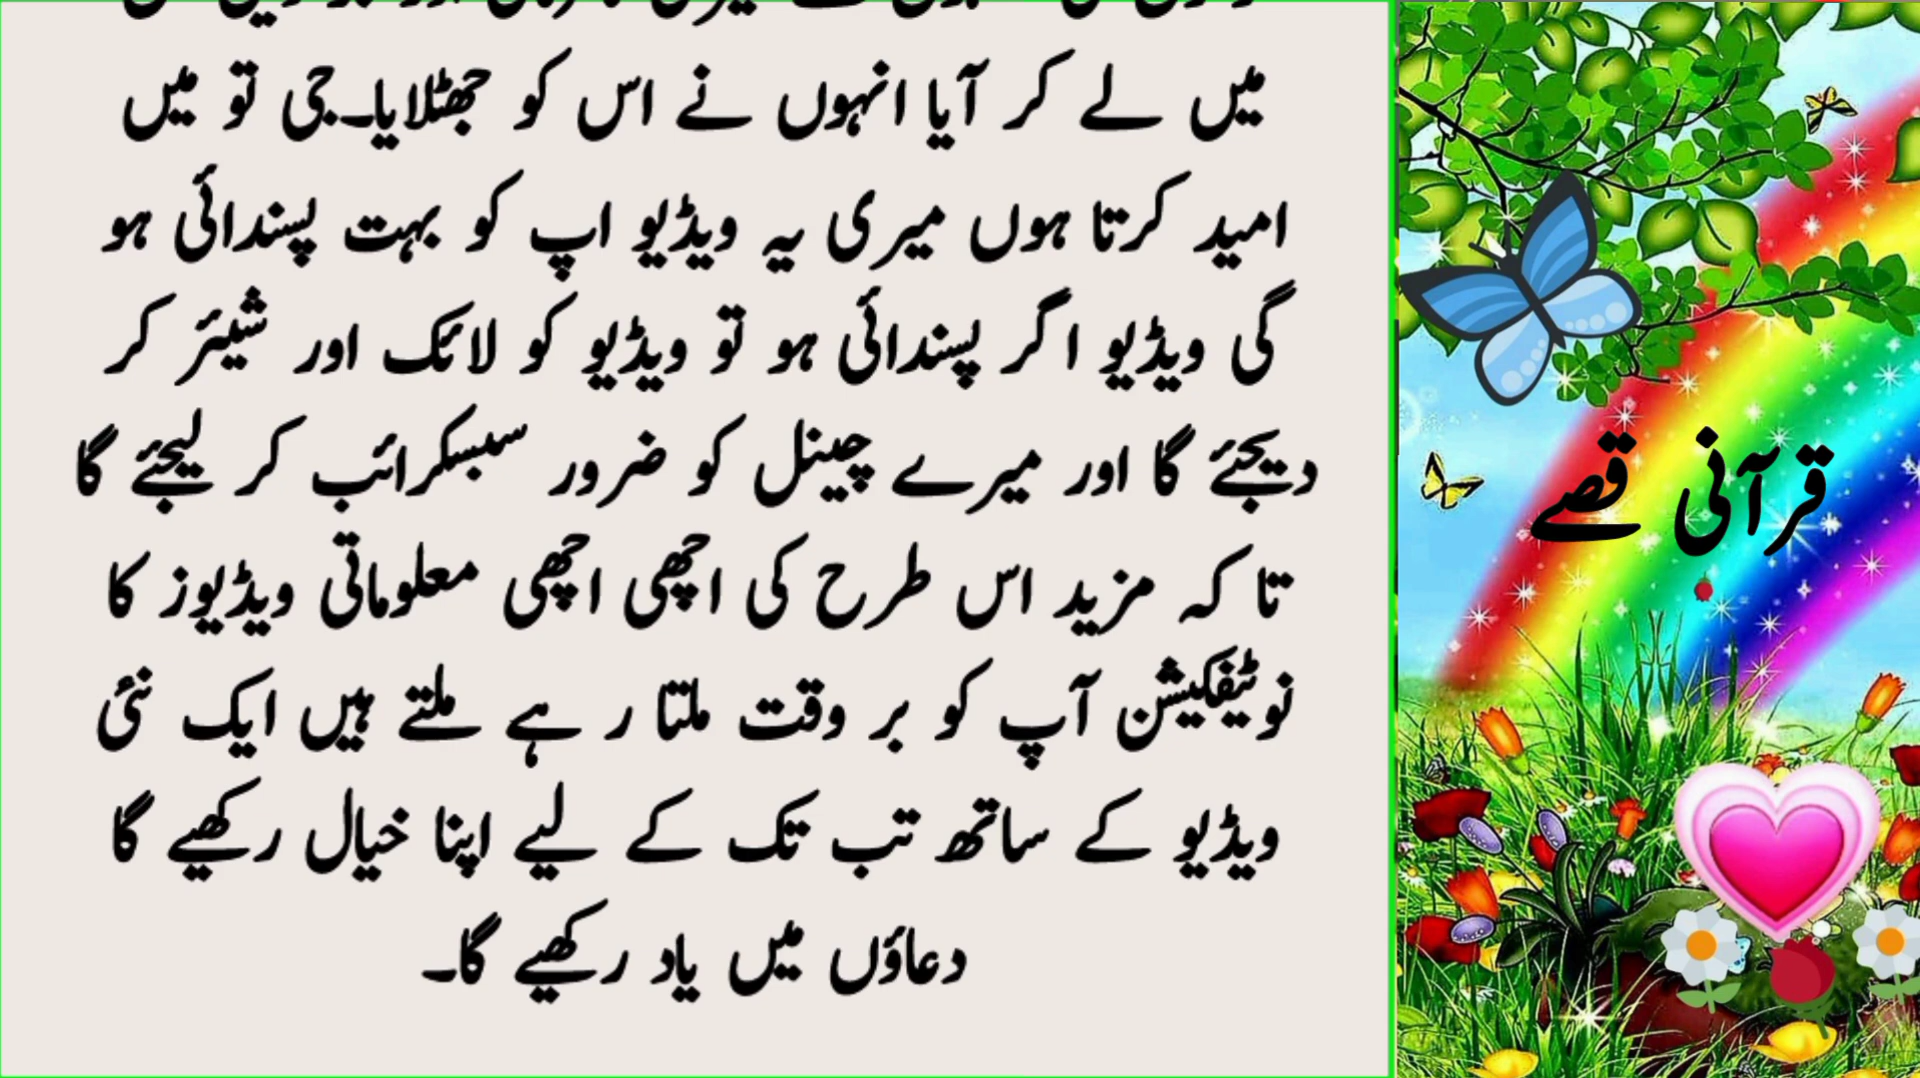 میں لے کر آیا انہوں نے اس کو جھٹلایا۔جی تو میں
امید کرتا ہوں میری یہ ویڈیو اپ کو بہت پسندائی ہو
گی ویڈیو اگر پسندائی ہو تو ویڈیو کو لائک اور شیئر کر
دیجئے گا اور میرے چینل کو ضرور سبسکرائب کر لیجئے گا
تا کہ مزید اس طرح کی اچھی اچھی معلوماتی ویڈیوز کا
نوٹیفکیشن آپ کو بر وقت ملتا ر ہے ملتے ہیں ایک نئی
ویڈیو کے ساتھ تب تک کے لیے اپنا خیال رکھیے گا
دعاؤں میں یاد رکھیے گا۔
قرآنی قصے